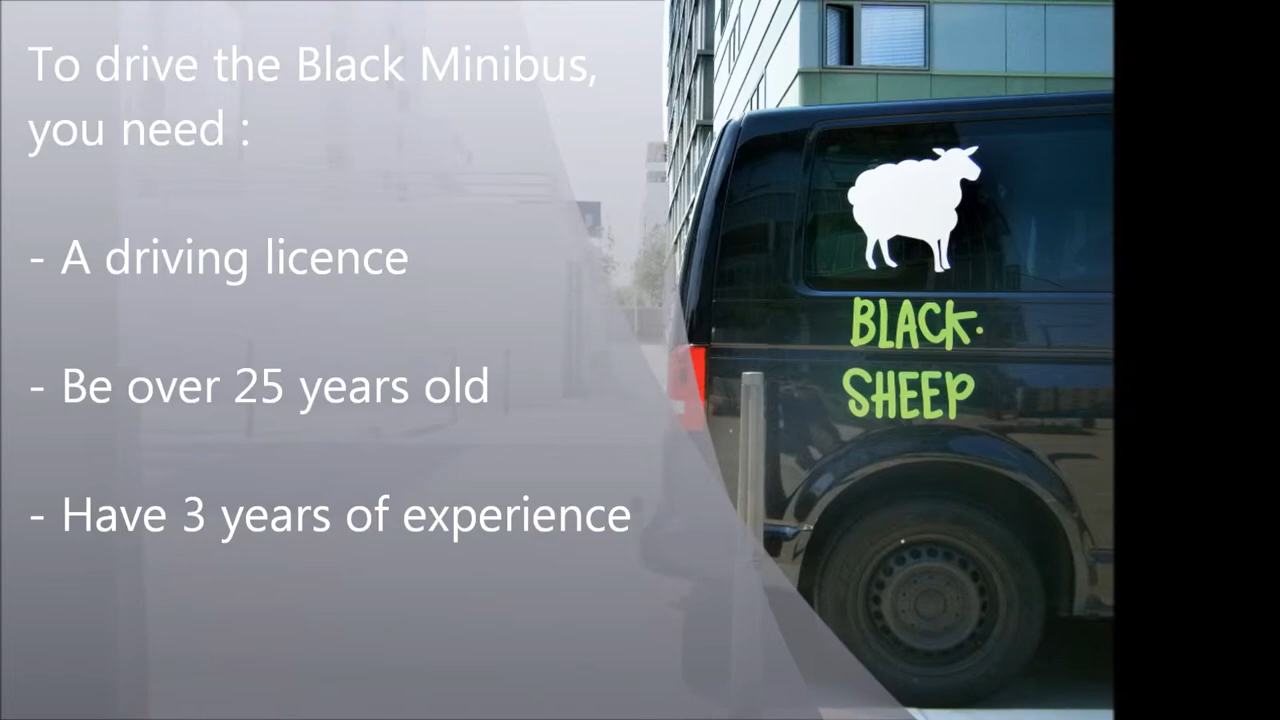 To drive the Black Minibus,
you need :
- A driving licence
- Be over 25 years old
- Have 3 years of experience
BLACK.
SHEEP